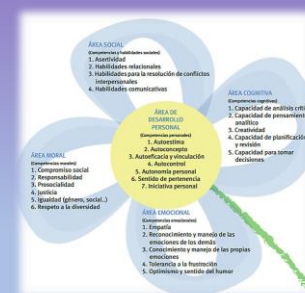 ÁREA SOCIAL
(Competencias y habilidades sociales)
1. Asertividad
2. Habilidades relacionales
3. Habilidades para la resolución de conflictos
interpersonales
4. Habilidades comunicativas
ÁREA COGNITIVA
(Competencias cognitivas)
1. Capacidad de análisis críti
2. Capacidad de pensamiento
analítico
3. Creatividad
4. Capacidad de planificación
y revisión
5. Capacidad para tomar
decisiones
ÁREA DE
DESARROLLO
PERSONAL
(Competencias personales)
1. Autoestima
2. Autoconcepto
3. Autoeficacia y vinculación
4. Autocontrol
5. Autonomía personal
6. Sentido de pertenencia
7. Iniciativa personal
ÁREA MORAL
(Competencias morales)
1. Compromiso social
2. Responsabilidad
3. Prosocialidad
4. Justicia
5. Igualdad (género, social...)
6. Respeto a la diversidad
ÁREA EMOCIONAL
(Competencias emocionales)
1. Empatía
2. Reconocimiento y manejo de las
emociones de los demás
3. Conocimiento y manejo de las propias
emociones
4. Tolerancia a la frustración
5. Optimismo y sentido del humor